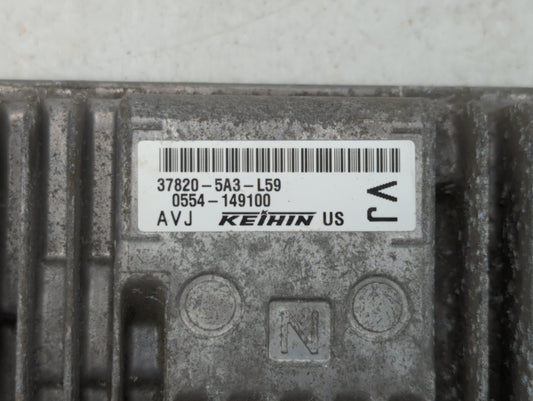 37820-5A3-L59
0554-149100
AVJ KEIHIN US
VJ
N